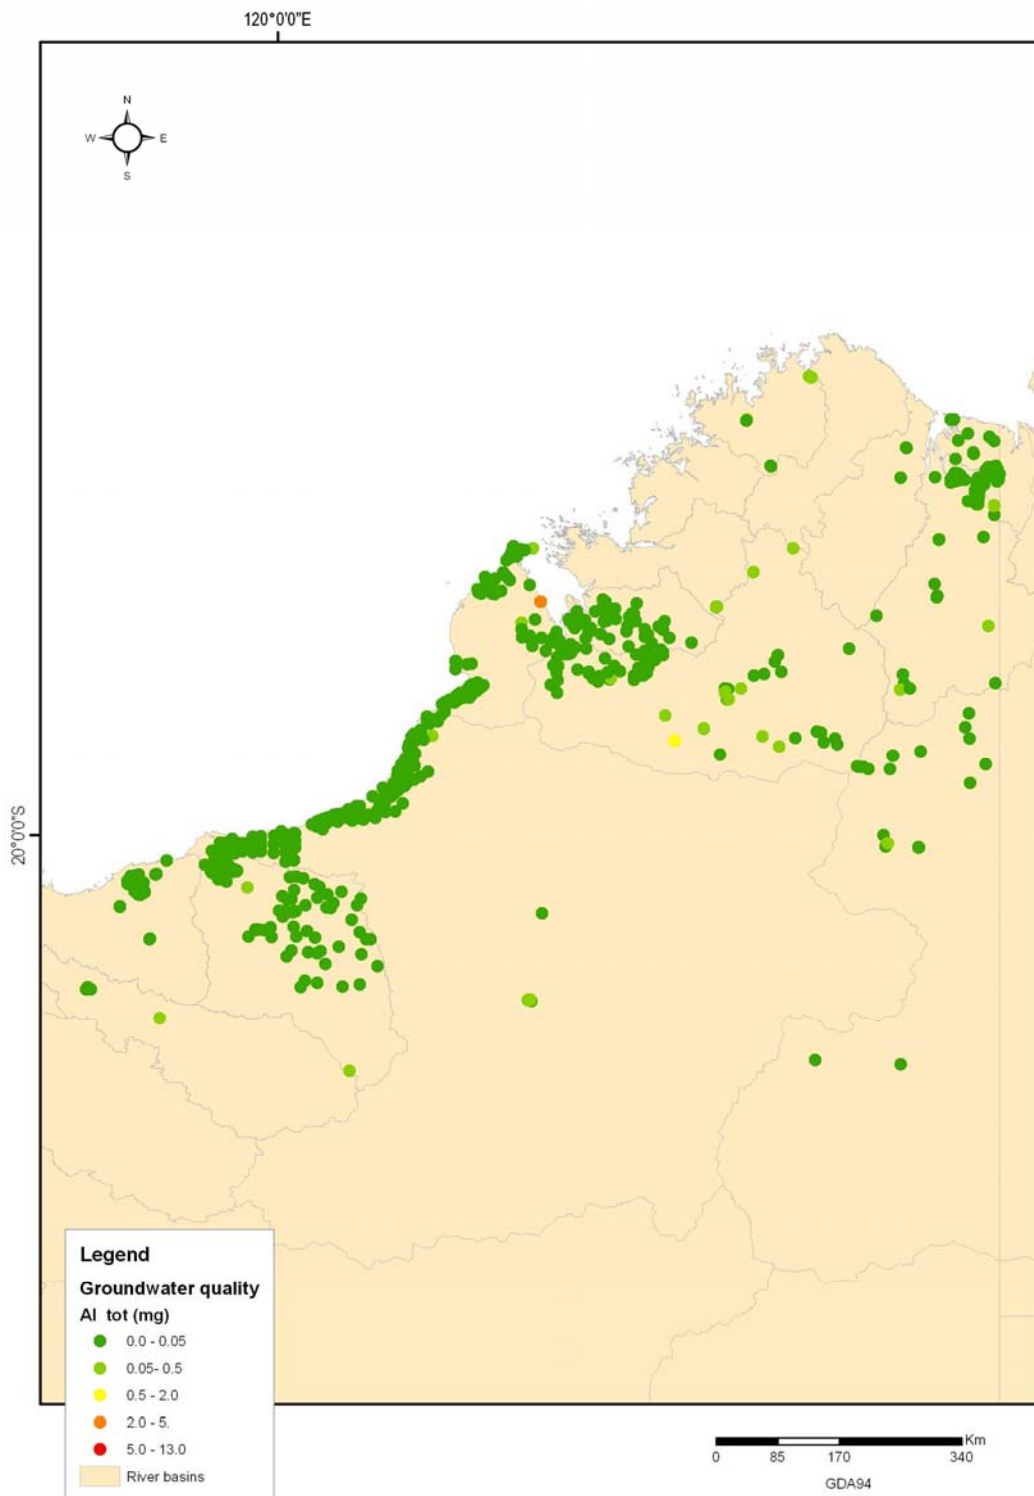 120°0'0"E
N
W E
S
20°0'0"S
Legend
Groundwater quality
Al tot (mg)
0.0 - 0.05
0.05- 0.5
0.5 - 2.0
2.0 - 5.
5.0 - 13.0
River basins
Km
0 85 170 340
GDA94